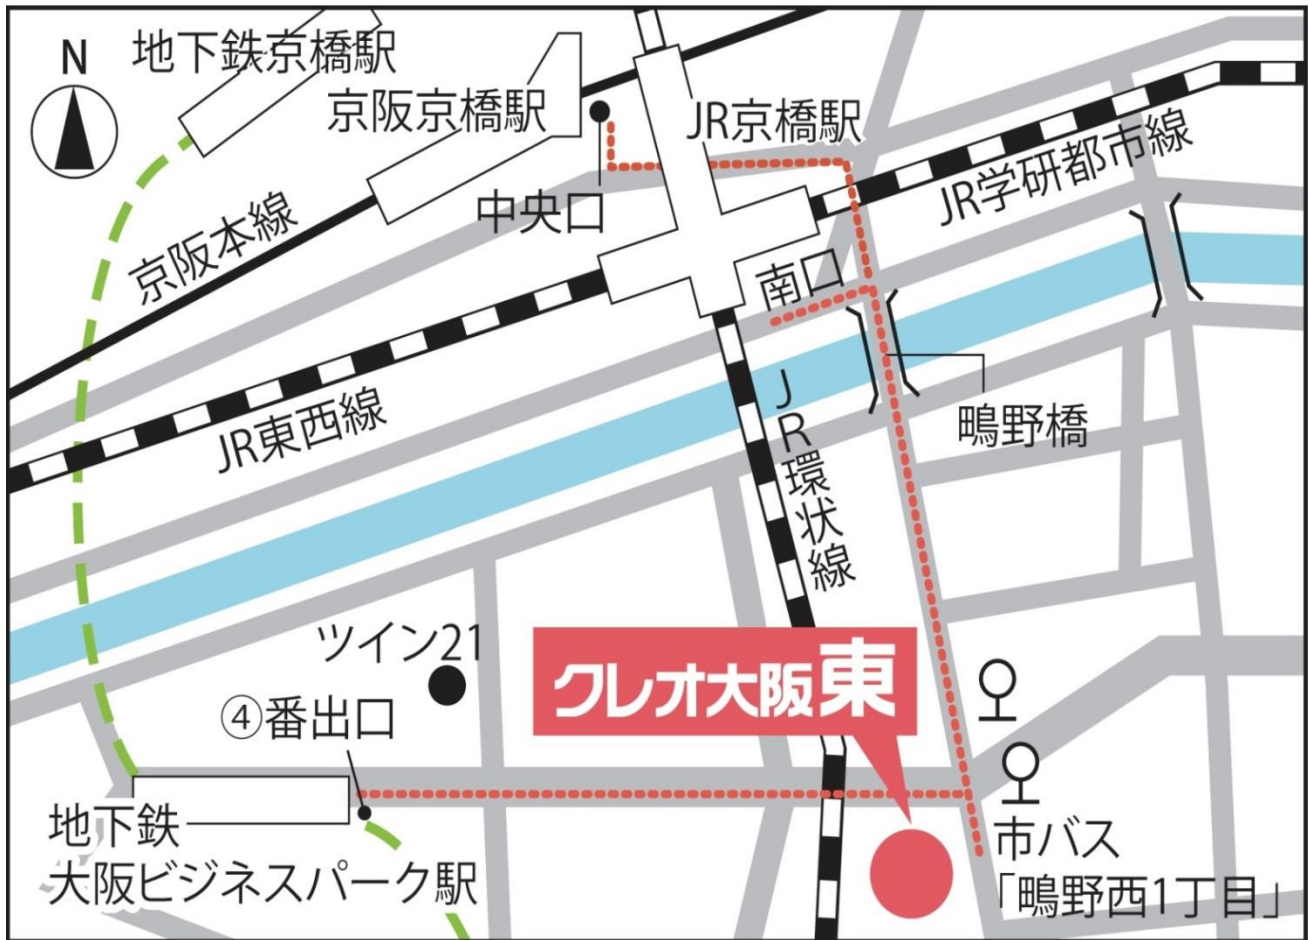 N
地下鉄京橋駅
京阪京橋駅
JR京橋駅
JR学研都市線
中央口
京阪本線
南口
JR東西線
JR環状線
鴫野橋
ツイン21
クレオ大阪東
④番出口
地下鉄
大阪ビジネスパーク駅
市バス
「鴫野西1丁目」